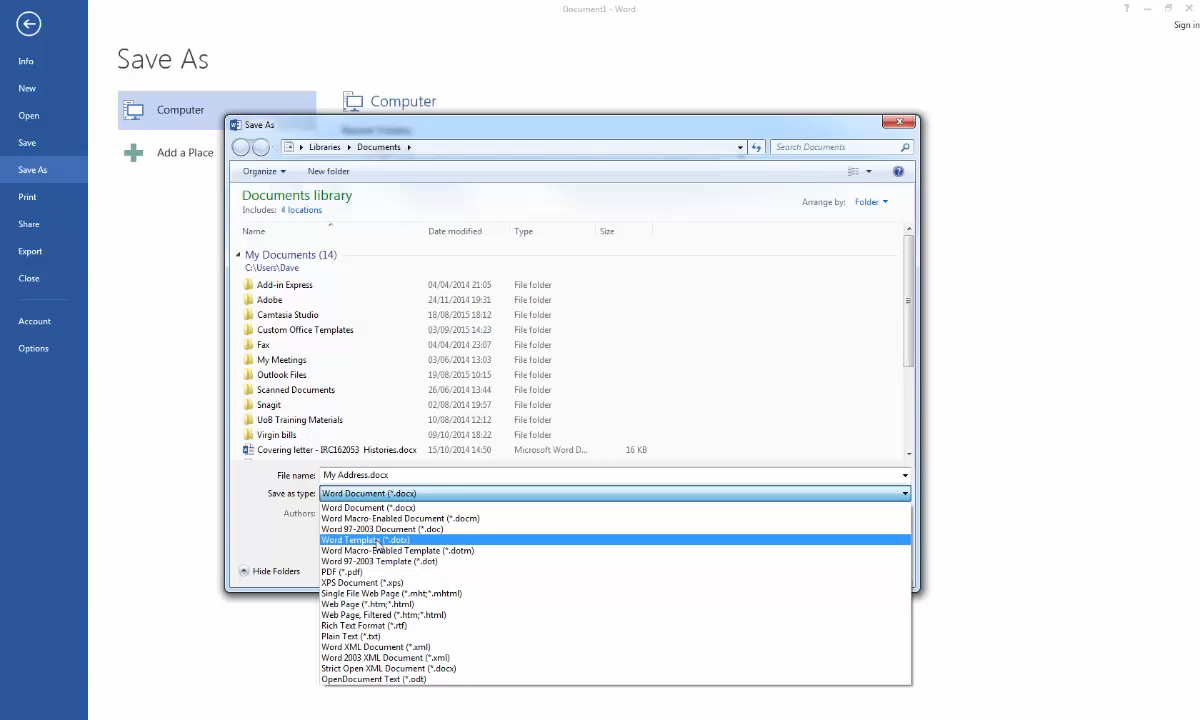 Document1 - Word
Sign in
Info
New
Open
Save
Save As
Print
Share
Export
Close
Account
Options
Save As
Computer
Add a Place
Computer
Save As
Libraries Documents
Search Documents
Organize New folder
Documents library
Includes: 4 locations
Arrange by: Folder
Name Date modified Type Size
My Documents (14)
C:\Users\Dave
Add-in Express 04/04/2014 21:05 File folder
Adobe 24/11/2014 19:31 File folder
Camtasia Studio 18/08/2015 18:12 File folder
Custom Office Templates 03/09/2015 14:23 File folder
Fax 04/04/2014 23:07 File folder
My Meetings 03/06/2014 13:03 File folder
Outlook Files 19/08/2015 10:15 File folder
Scanned Documents 26/06/2014 13:44 File folder
Snagit 02/08/2014 19:57 File folder
UoB Training Materials 10/08/2014 12:12 File folder
Virgin bills 09/10/2014 18:22 File folder
Covering letter - IRC162053 Histories.docx 15/10/2014 14:50 Microsoft Word D... 16 KB
File name: My Address.docx
Save as type: Word Document (*.docx)
Authors:
Word Document (*.docx)
Word Macro-Enabled Document (*.docm)
Word 97-2003 Document (*.doc)
Word Template (*.dotx)
Word Macro-Enabled Template (*.dotm)
Word 97-2003 Template (*.dot)
PDF (*.pdf)
XPS Document (*.xps)
Single File Web Page (*.mht;*.mhtml)
Web Page (*.htm;*.html)
Web Page, Filtered (*.htm;*.html)
Rich Text Format (*.rtf)
Plain Text (*.txt)
Word XML Document (*.xml)
Word 2003 XML Document (*.xml)
Strict Open XML Document (*.docx)
OpenDocument Text (*.odt)
Hide Folders